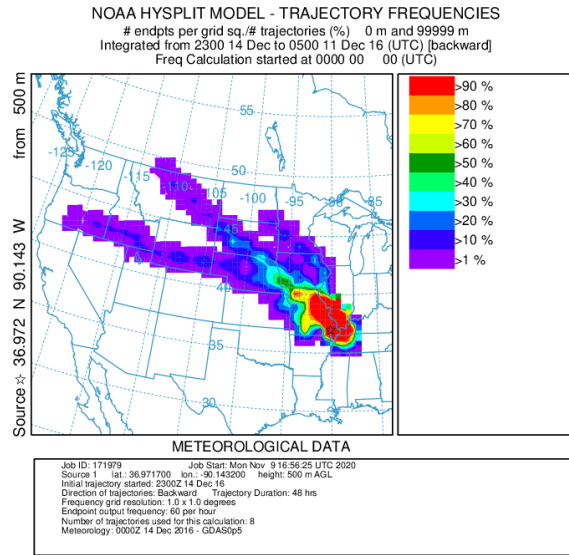 NOAA HYSPLIT MODEL - TRAJECTORY FREQUENCIES
# endpts per grid sq./# trajectories (%) 0 m and 99999 m
Integrated from 2300 14 Dec to 0500 11 Dec 16 (UTC) [backward]
Freq Calculation started at 0000 00 00 (UTC)
Source ☆ 36.972 N 90.143 W from 500 m
55
-125
-120
-115
-110
-105
-100
-95
-90
-85
50
45
40
35
30
>90 %
>80 %
>70 %
>60 %
>50 %
>40 %
>30 %
>20 %
>10 %
>1 %
METEOROLOGICAL DATA
Job ID: 171979 Job Start: Mon Nov 9 16:56:25 UTC 2020
Source 1 lat.: 36.971700 lon.: -90.143200 height: 500 m AGL
Initial trajectory started: 2300Z 14 Dec 16
Direction of trajectories: Backward Trajectory Duration: 48 hrs
Frequency grid resolution: 1.0 x 1.0 degrees
Endpoint output frequency: 60 per hour
Number of trajectories used for this calculation: 8
Meteorology: 0000Z 14 Dec 2016 - GDAS0p5